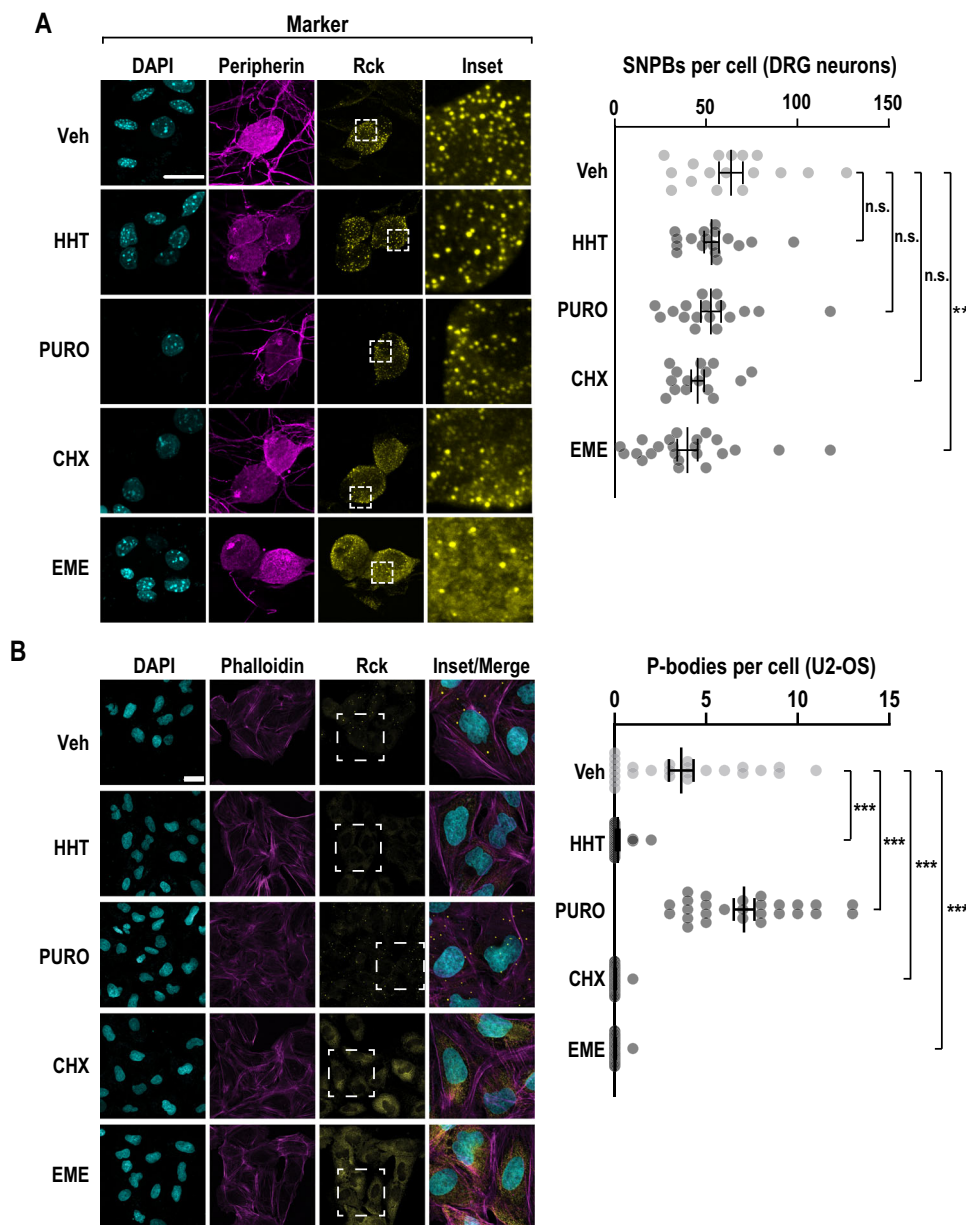 A
Marker
DAPI Peripherin Rck Inset
Veh
HHT
PURO
CHX
EME
SNPBs per cell (DRG neurons)
0 50 100 150
Veh
HHT
PURO
CHX
EME
n.s.
n.s.
n.s.
**
B
DAPI Phalloidin Rck Inset/Merge
Veh
HHT
PURO
CHX
EME
P-bodies per cell (U2-OS)
0 5 10 15
Veh
HHT
PURO
CHX
EME
***
***
***
***